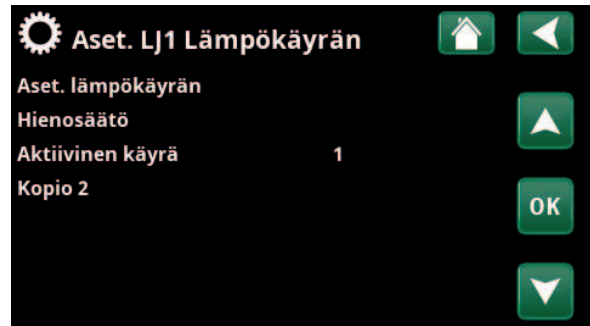 Aset. LJ1 Lämpökäyrän
Aset. lämpökäyrän
Hienosäätö
Aktiivinen käyrä 1
Kopio 2
OK